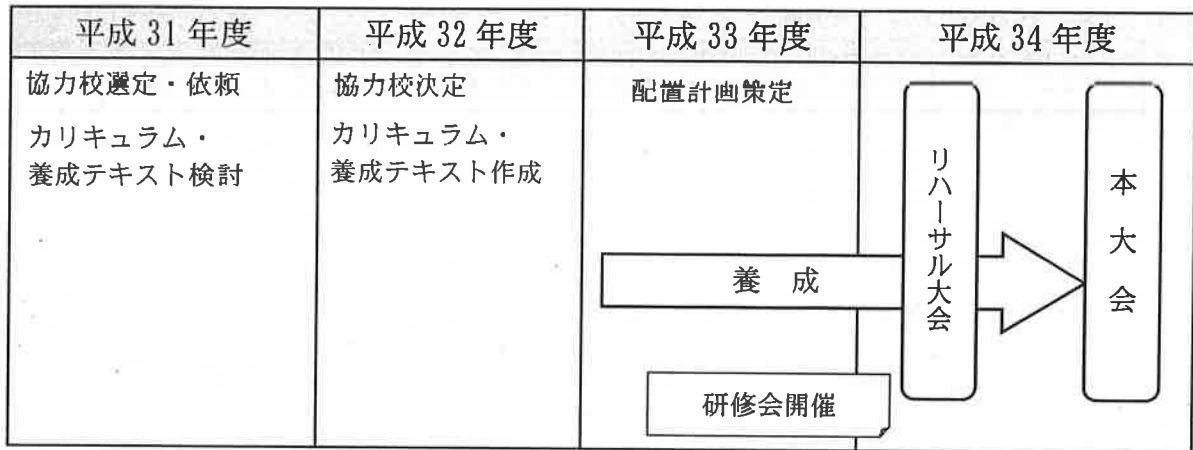 平成 31 年度
平成 32 年度
平成 33 年度
平成 34 年度
協力校選定・依頼
カリキュラム・
養成テキスト検討
協力校決定
カリキュラム・
養成テキスト作成
配置計画策定
養 成
研修会開催
リハーサル大会
本大会